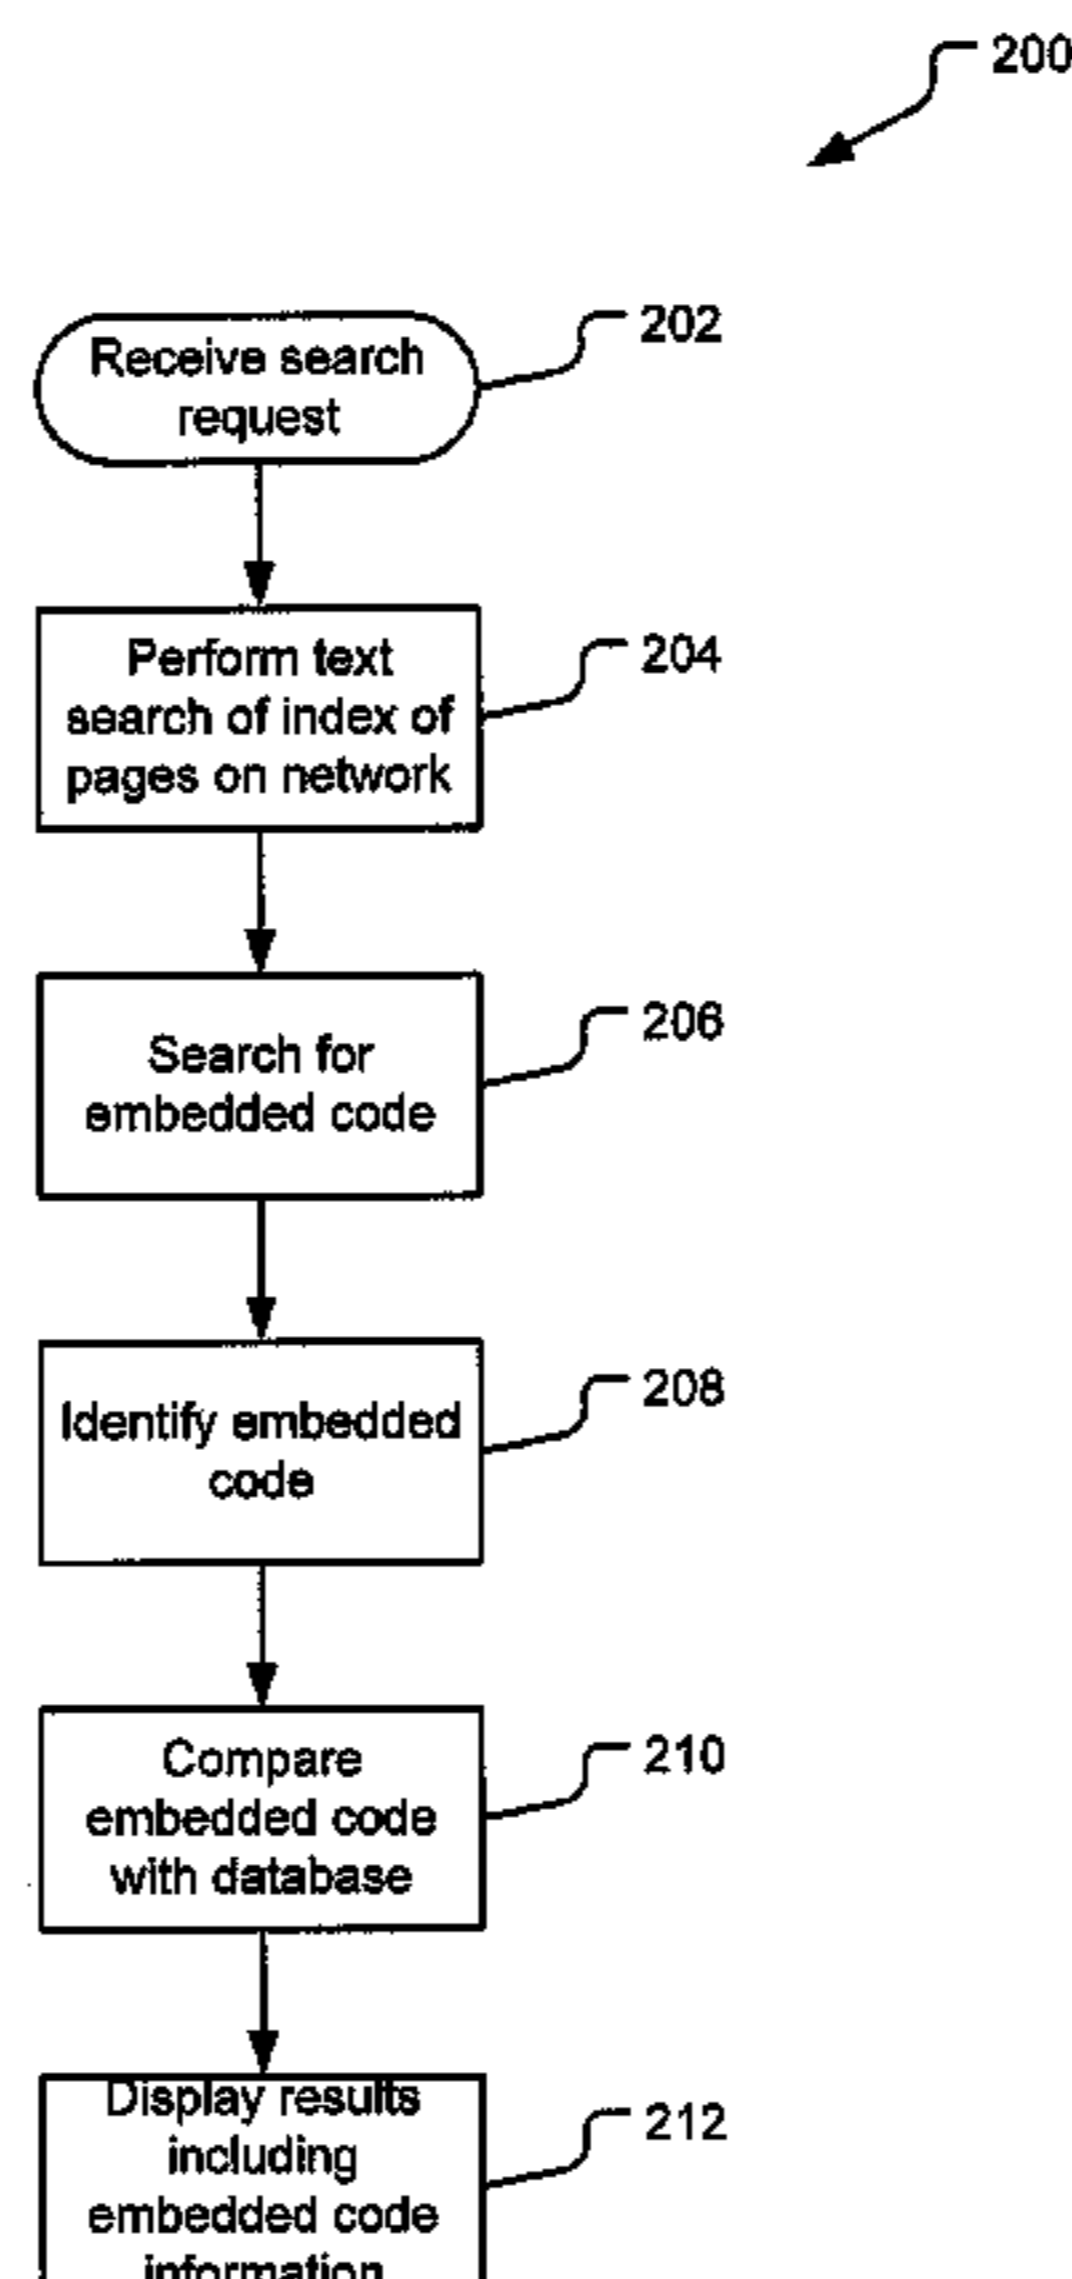 200
Receive search
request
202
Perform text
search of index of
pages on network
204
Search for
embedded code
206
Identify embedded
code
208
Compare
embedded code
with database
210
Display results
including
embedded code
information
212